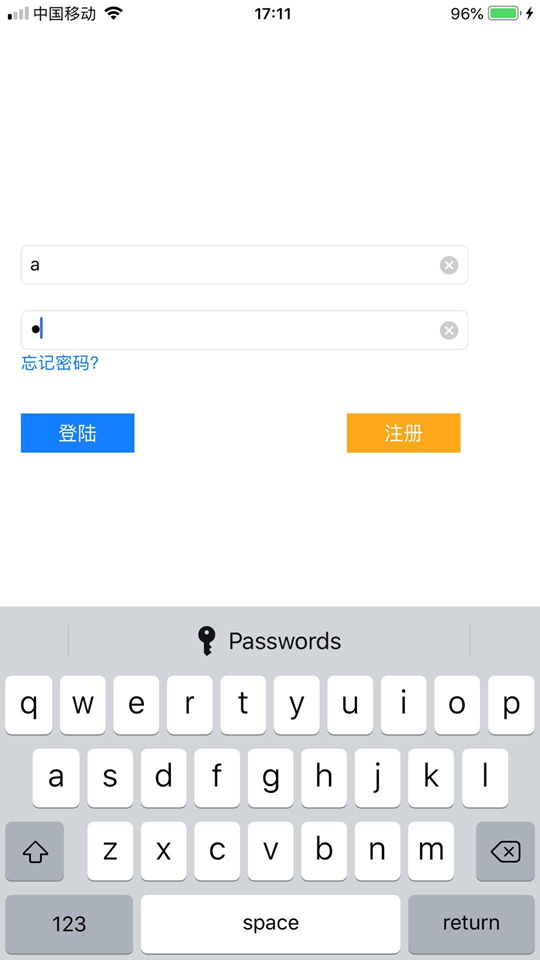 中国移动 17:11 96%
a
忘记密码?
登陆 注册
Passwords
q w e r t y u i o p
a s d f g h j k l
z x c v b n m
123 space return